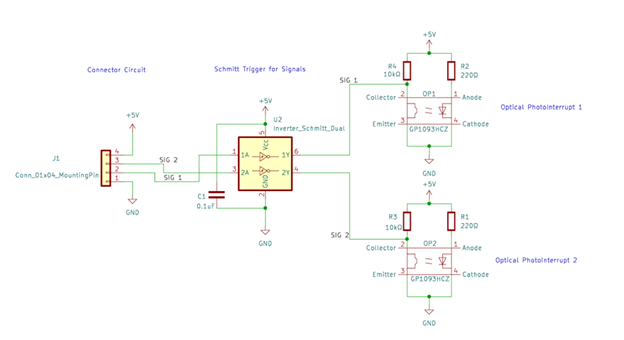 Connector Circuit
Schmitt Trigger for Signals
+5V
R4
10kΩ
R2
220Ω
SIG 1
Collector 2
OP1
1 Anode
Emitter 3
4 Cathode
GP1093HCZ
GND
Optical PhotoInterrupt 1
+5V
J1
Conn_01x04_MountingPin
4
3
2
1
SIG 2
SIG 1
GND
+5V
U2
Inverter_Schmitt_Dual
5
Vcc
1 1A
1Y 6
3 2A
2Y 4
GND
2
C1
0.1uF
GND
+5V
R3
10kΩ
R1
220Ω
SIG 2
Collector 2
OP2
1 Anode
Emitter 3
4 Cathode
GP1093HCZ
GND
Optical PhotoInterrupt 2